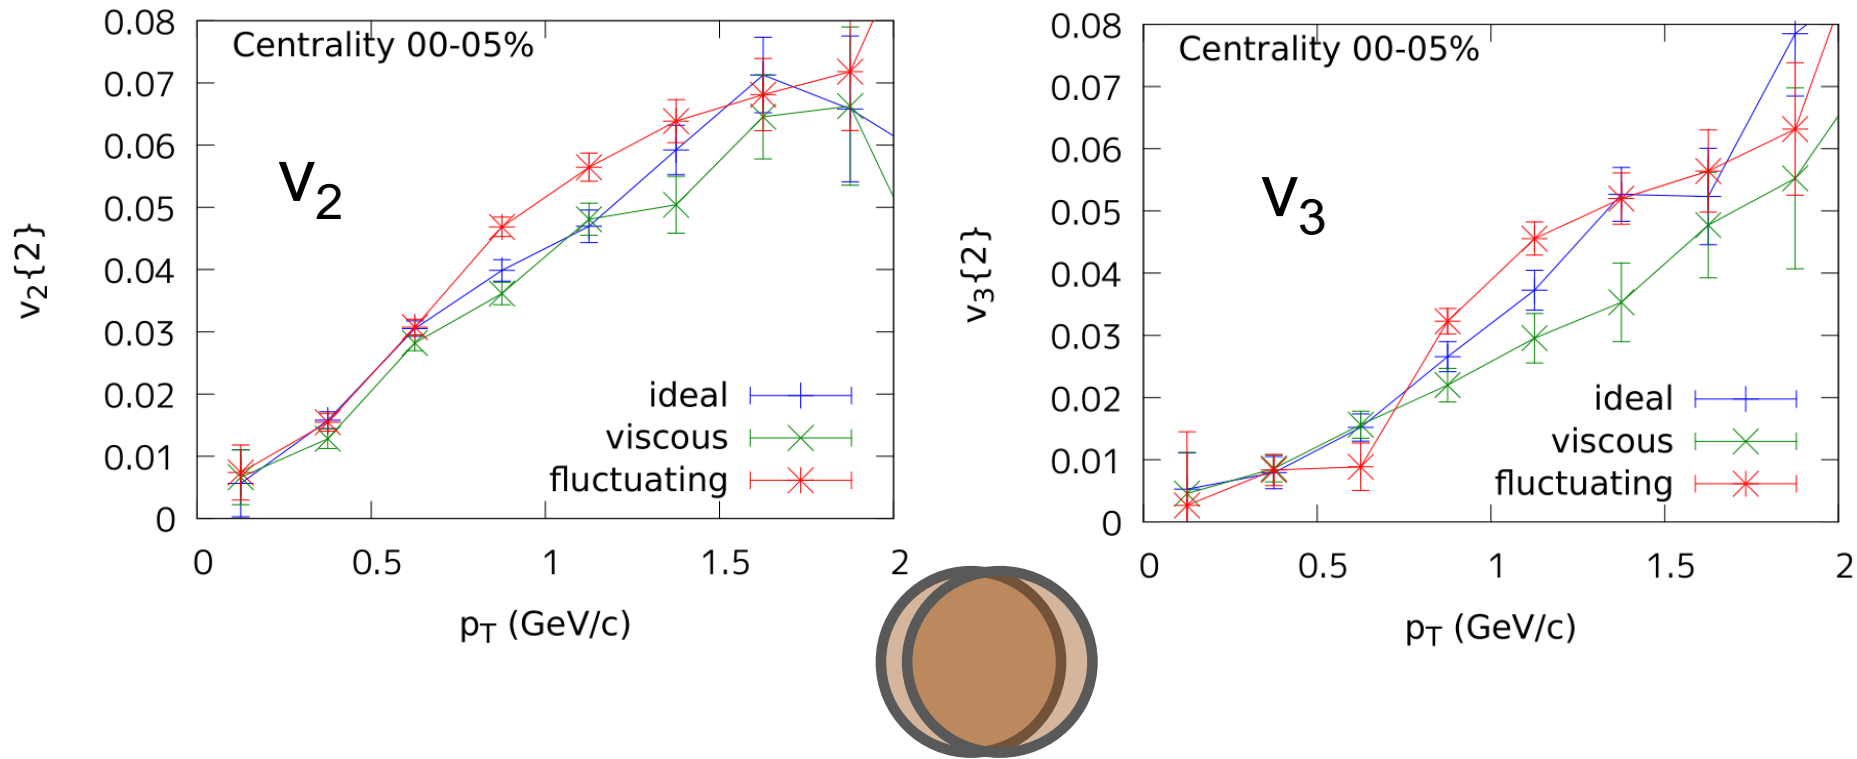 Centrality 00-05%
v2
v2{2}
0.08
0.07
0.06
0.05
0.04
0.03
0.02
0.01
0
ideal
viscous
fluctuating
0 0.5 1 1.5 2
pT (GeV/c)
Centrality 00-05%
v3
v3{2}
0.08
0.07
0.06
0.05
0.04
0.03
0.02
0.01
0
ideal
viscous
fluctuating
0 0.5 1 1.5 2
pT (GeV/c)